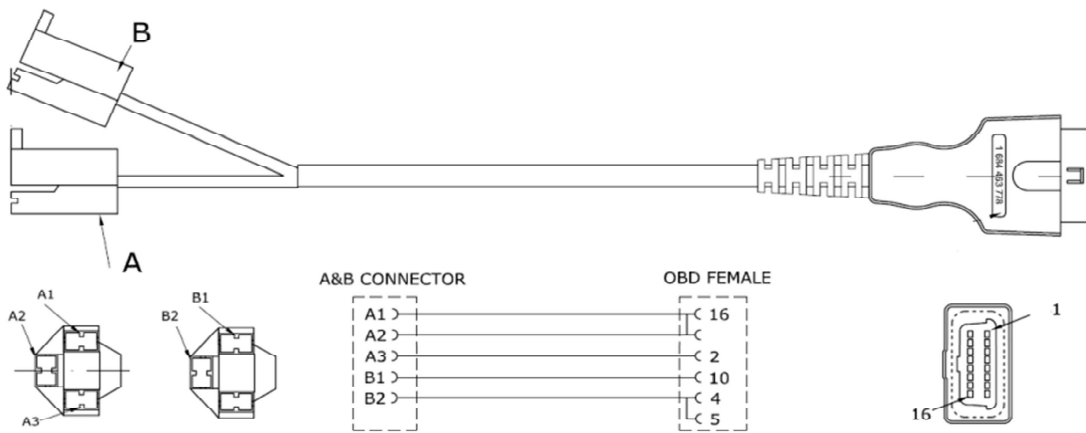 B
1 684 463 778
A
A&B CONNECTOR
OBD FEMALE
A1
A2
A3
B1
B2
A1
A2
A3
B1
B2
16
2
10
4
5
1
16